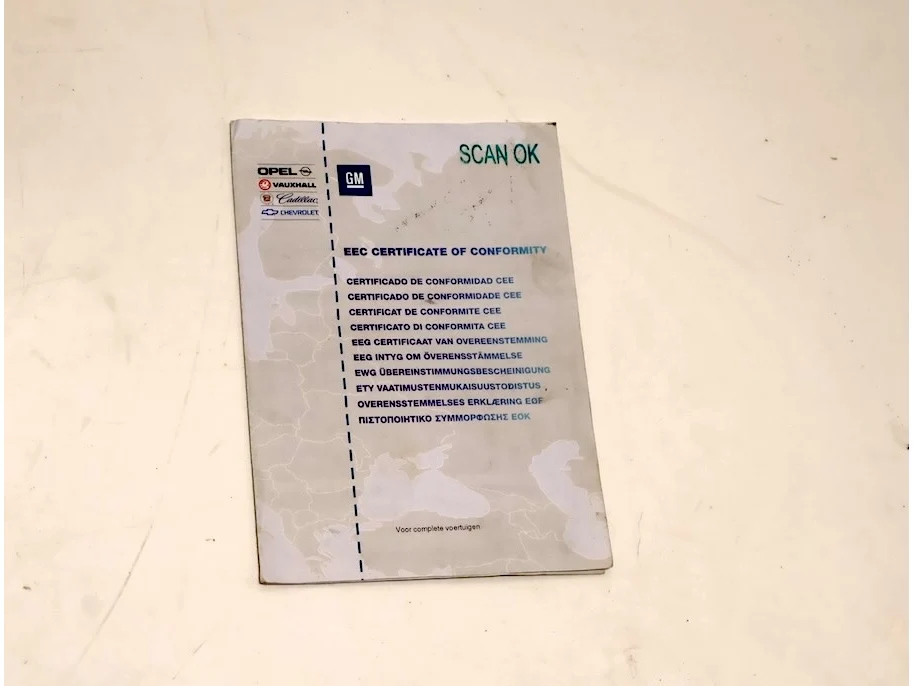 SCAN OK
OPEL
VAUXHALL
Cadillac
CHEVROLET
GM
EEC CERTIFICATE OF CONFORMITY
CERTIFICADO DE CONFORMIDAD CEE
CERTIFICADO DE CONFORMIDADE CEE
CERTIFICAT DE CONFORMITE CEE
CERTIFICATO DI CONFORMITA CEE
EEG CERTIFICAAT VAN OVEREENSTEMMING
EEG INTYG OM ÖVERENSSTÄMMELSE
EWG ÜBEREINSTIMMUNGSBESCHEINIGUNG
ETY VAATIMUSTENMUKAISUUSTODISTUS
OVERENSSTEMMELSES ERKLÆRING EØF
ΠΙΣΤΟΠΟΙΗΤΙΚΟ ΣΥΜΜΟΡΦΩΣΗΣ ΕΟΚ
Voor complete voertuigen